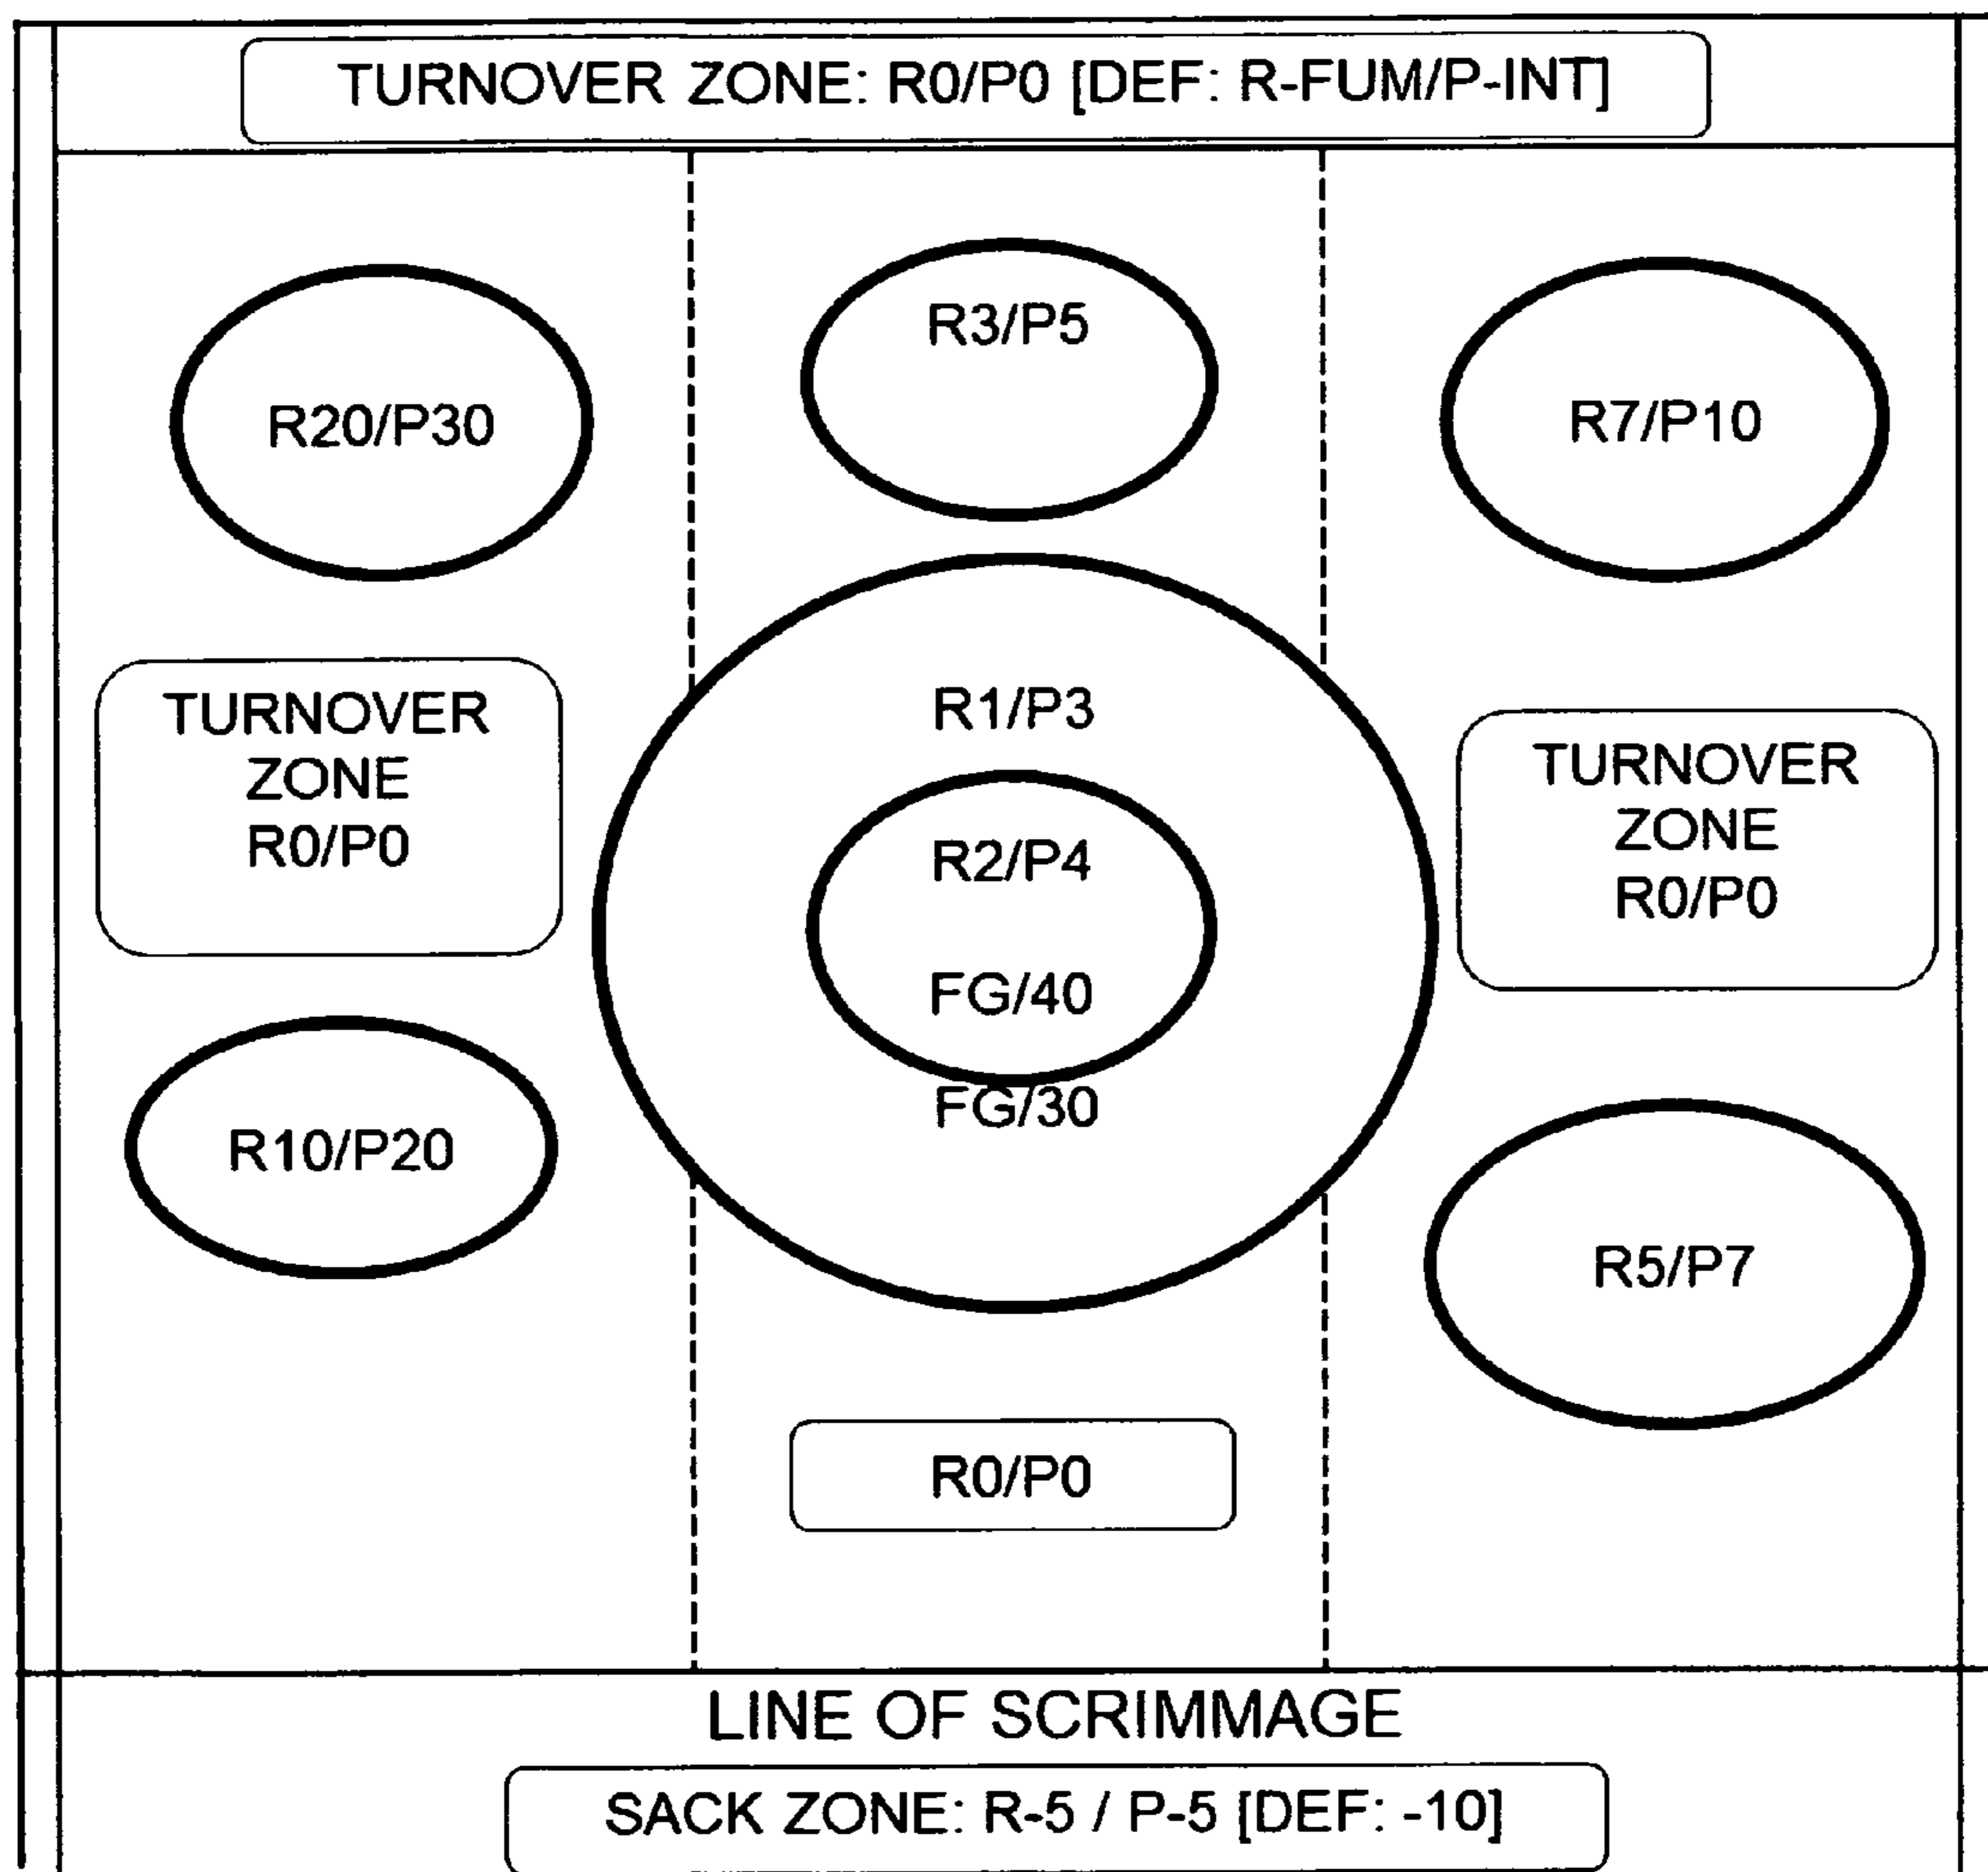 TURNOVER ZONE: R0/P0 [DEF: R-FUM/P-INT]
R20/P30
R3/P5
R7/P10
TURNOVER
ZONE
R0/P0
R1/P3
R2/P4
FG/40
FG/30
TURNOVER
ZONE
R0/P0
R10/P20
R5/P7
R0/P0
LINE OF SCRIMMAGE
SACK ZONE: R-5 / P-5 [DEF: -10]